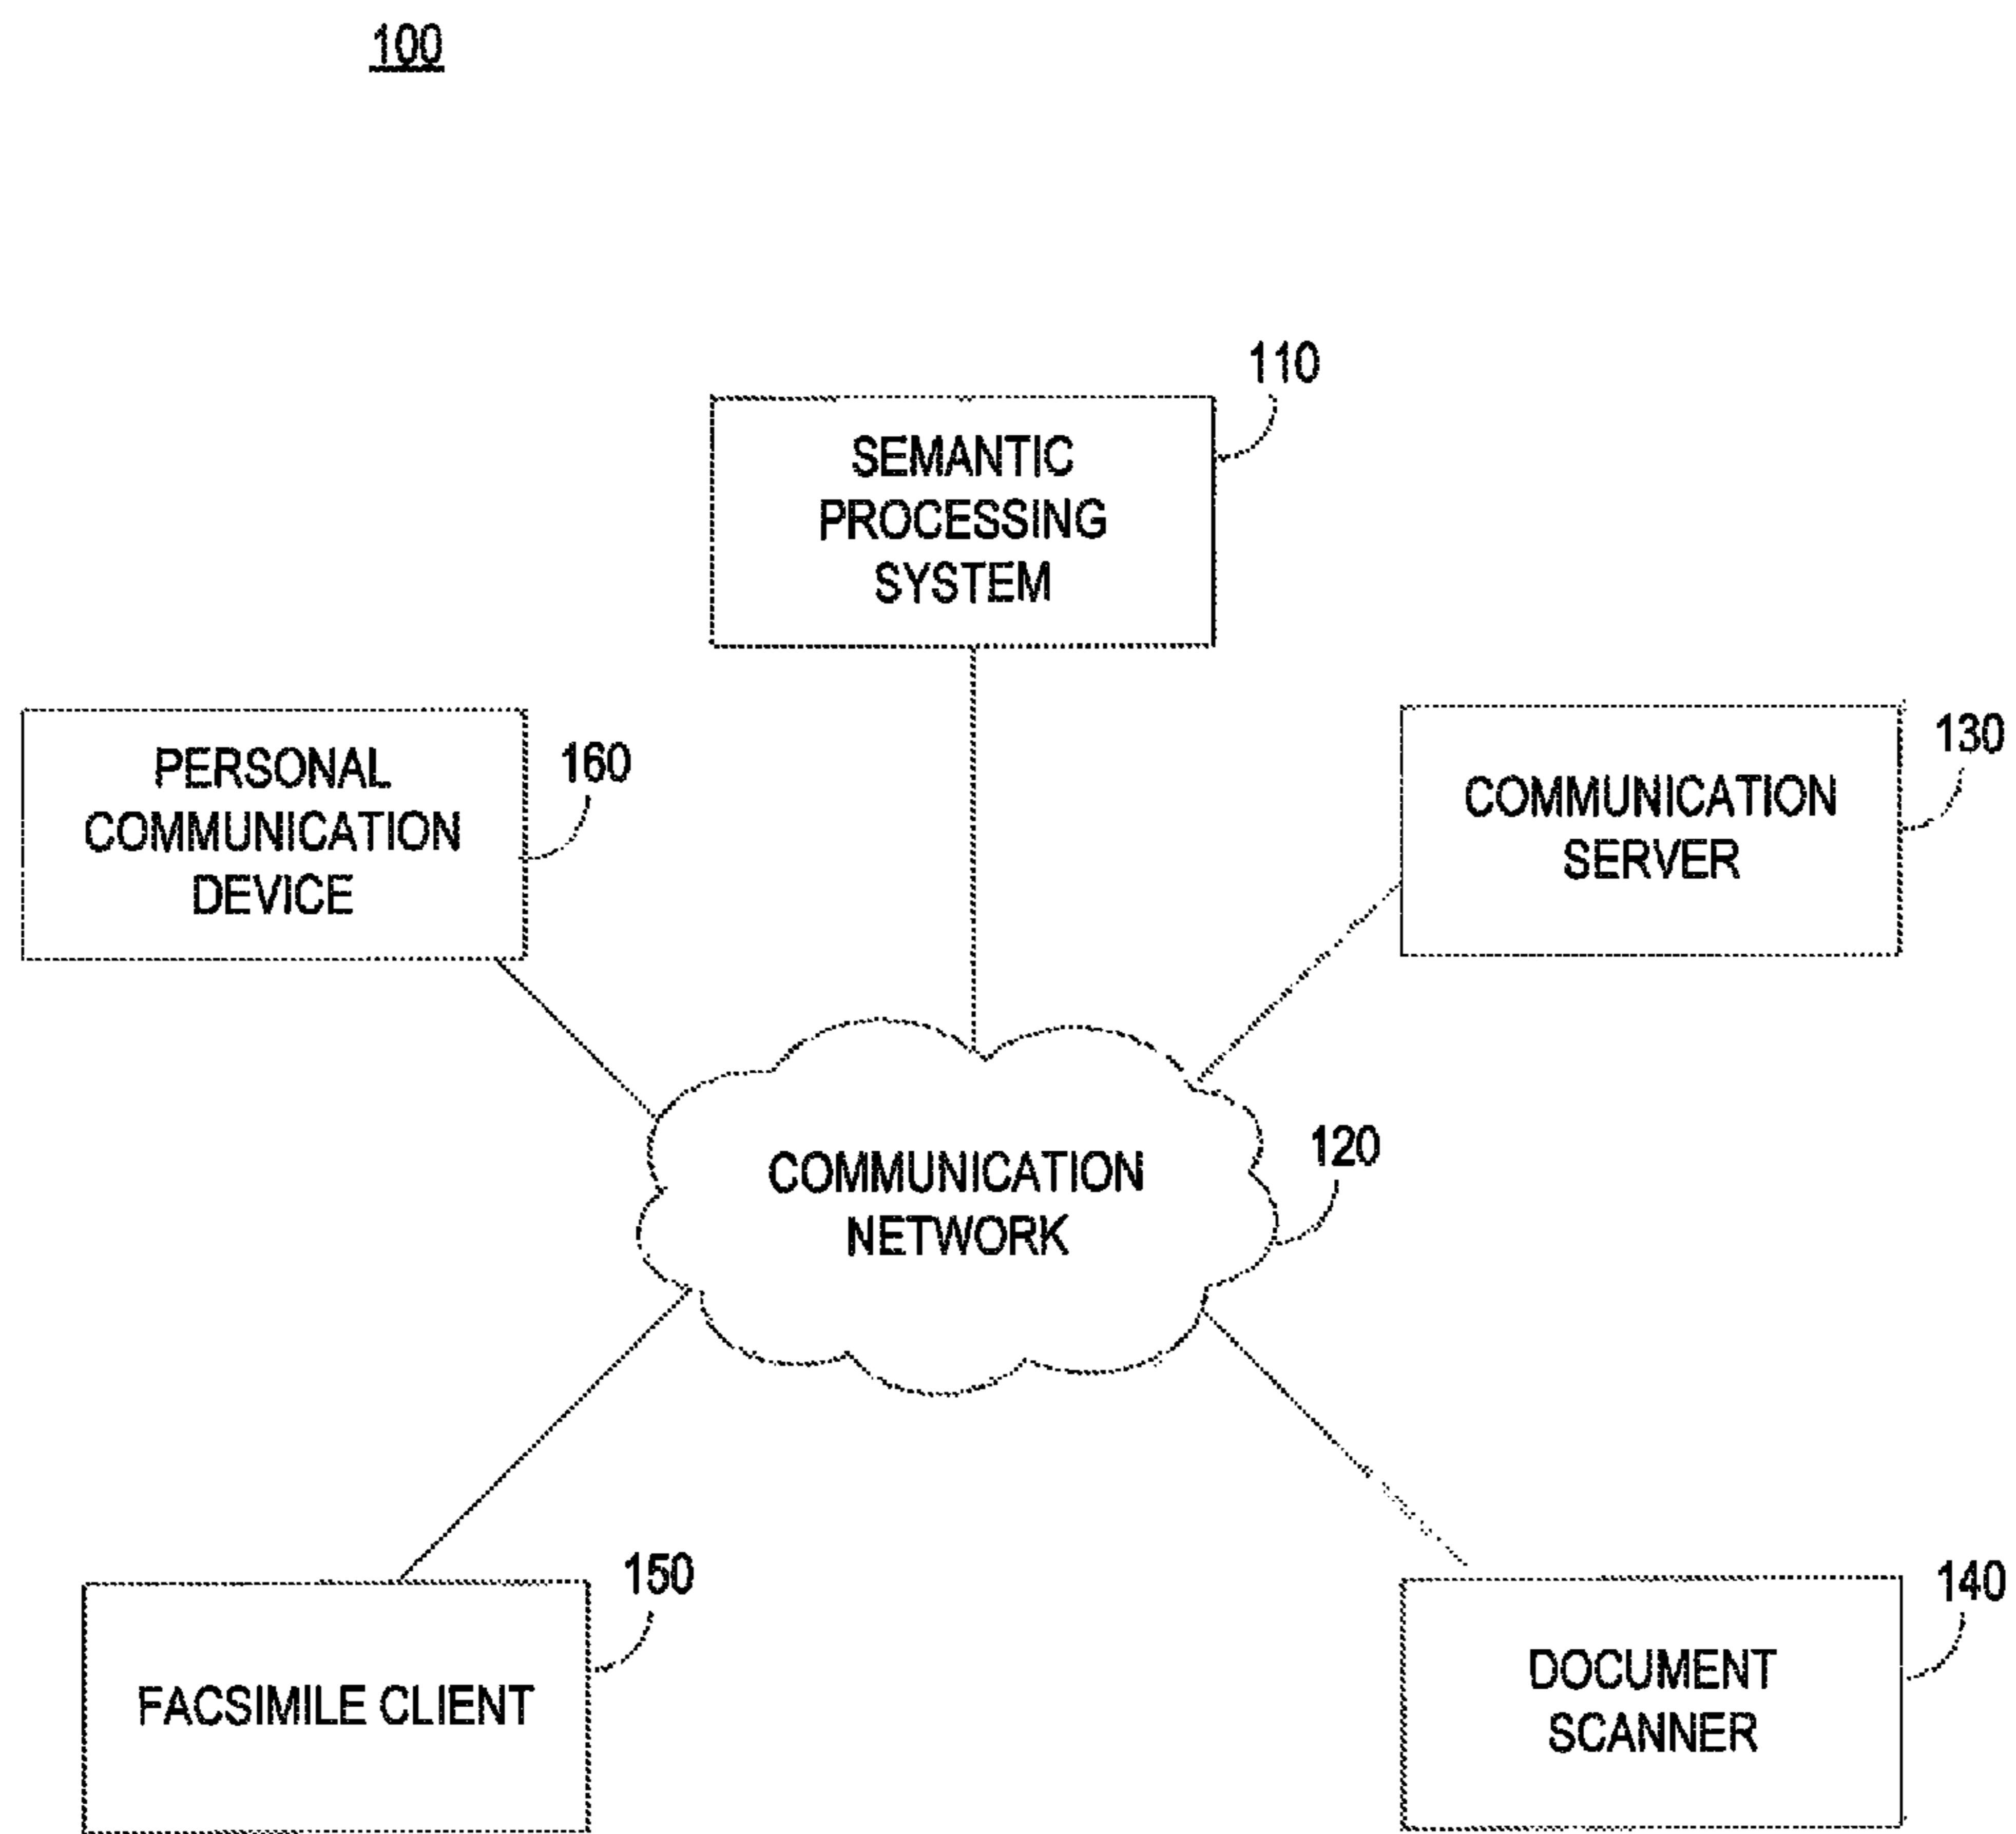 100
110
SEMANTIC
PROCESSING
SYSTEM
PERSONAL
COMMUNICATION
DEVICE
160
130
COMMUNICATION
SERVER
COMMUNICATION
NETWORK
120
150
FACSIMILE CLIENT
140
DOCUMENT
SCANNER